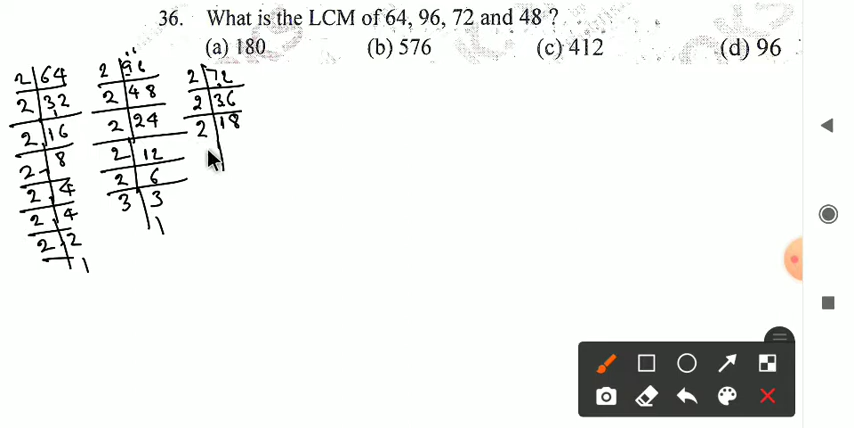 36. What is the LCM of 64, 96, 72 and 48 ?
(a) 180 (b) 576 (c) 412 (d) 96
2 64 2 96 2 72
2 32 2 48 2 36
2 16 2 24 2 18
2 8 2 12
2 4 2 6
2 4 3 3
2 2 1
1